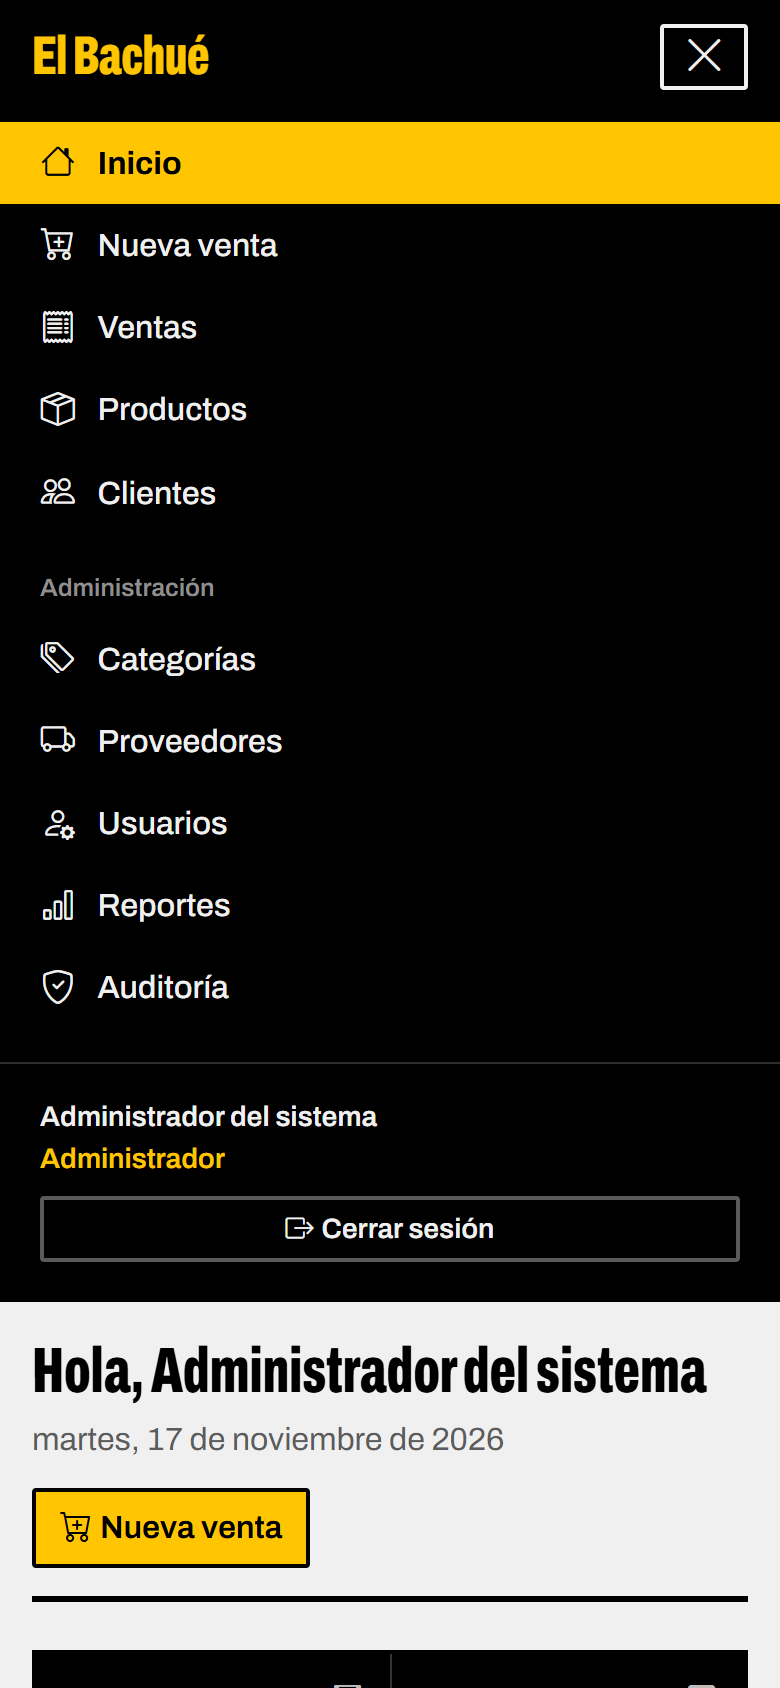 El Bachué
Inicio
Nueva venta
Ventas
Productos
Clientes
Administración
Categorías
Proveedores
Usuarios
Reportes
Auditoría
Administrador del sistema
Administrador
Cerrar sesión
Hola, Administrador del sistema
martes, 17 de noviembre de 2026
Nueva venta